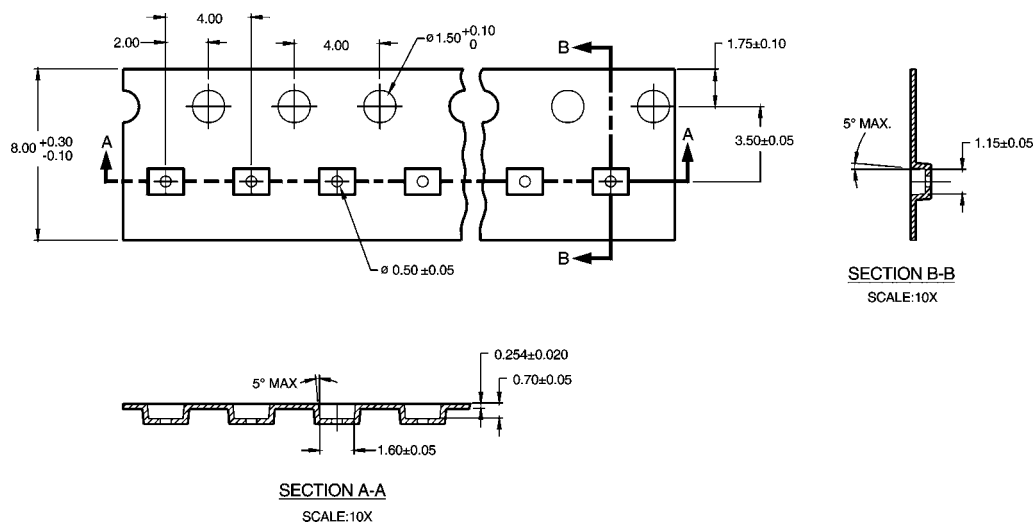 4.00
2.00
4.00
ø1.50 +0.10
0
B
1.75±0.10
8.00 +0.30
-0.10
A
A
3.50±0.05
5° MAX.
1.15±0.05
B
ø 0.50±0.05
SECTION B-B
SCALE:10X
0.254±0.020
0.70±0.05
5° MAX
1.60±0.05
SECTION A-A
SCALE:10X